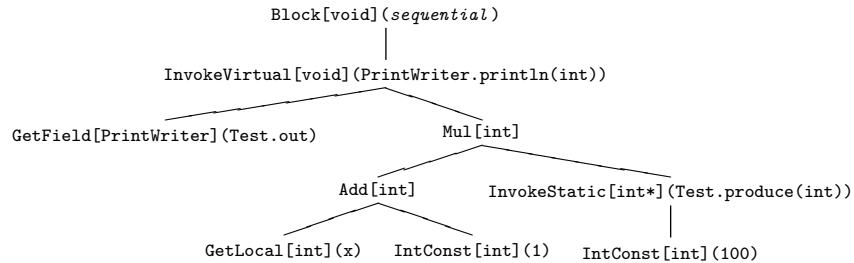 Block[void](sequential)
InvokeVirtual[void](PrintWriter.println(int))
GetField[PrintWriter](Test.out)
Mul[int]
Add[int]
InvokeStatic[int*](Test.produce(int))
GetLocal[int](x)
IntConst[int](1)
IntConst[int](100)